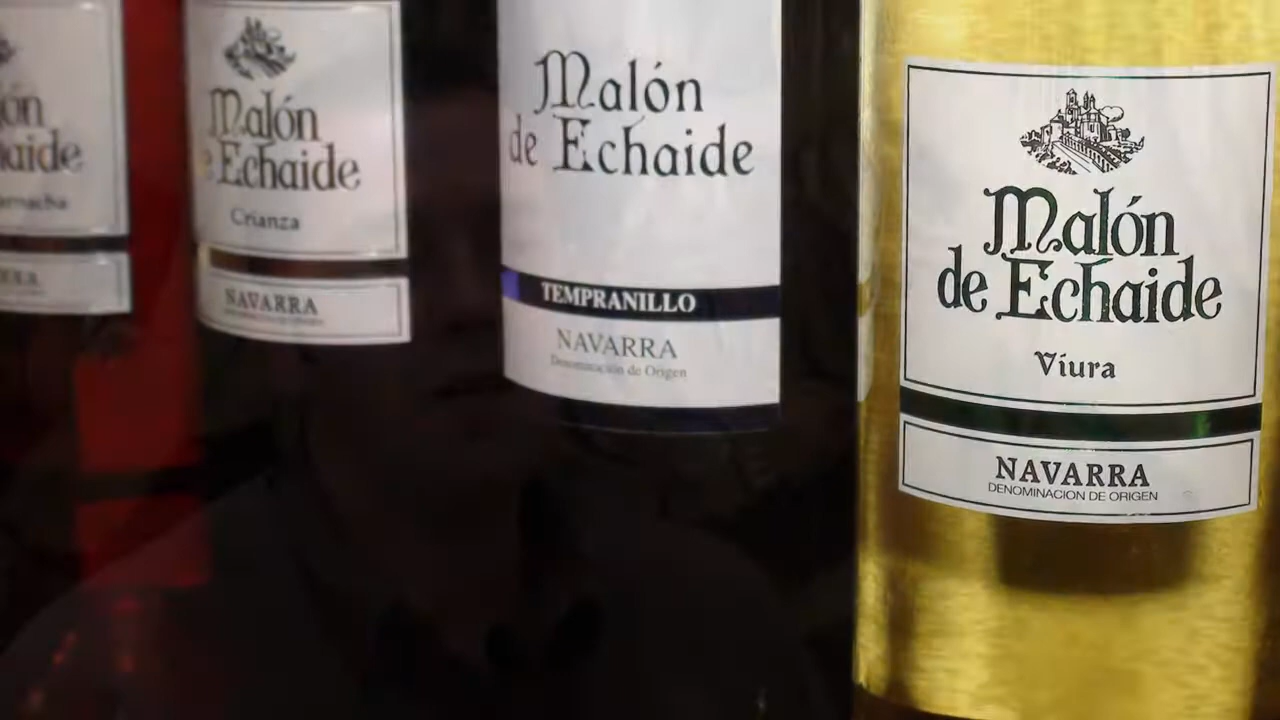 Malón
de Echaide
Crianza
NAVARRA
Malón
de Echaide
TEMPRANILLO
NAVARRA
Denominación de Origen
Malón
de Echaide
Viura
NAVARRA
DENOMINACION DE ORIGEN